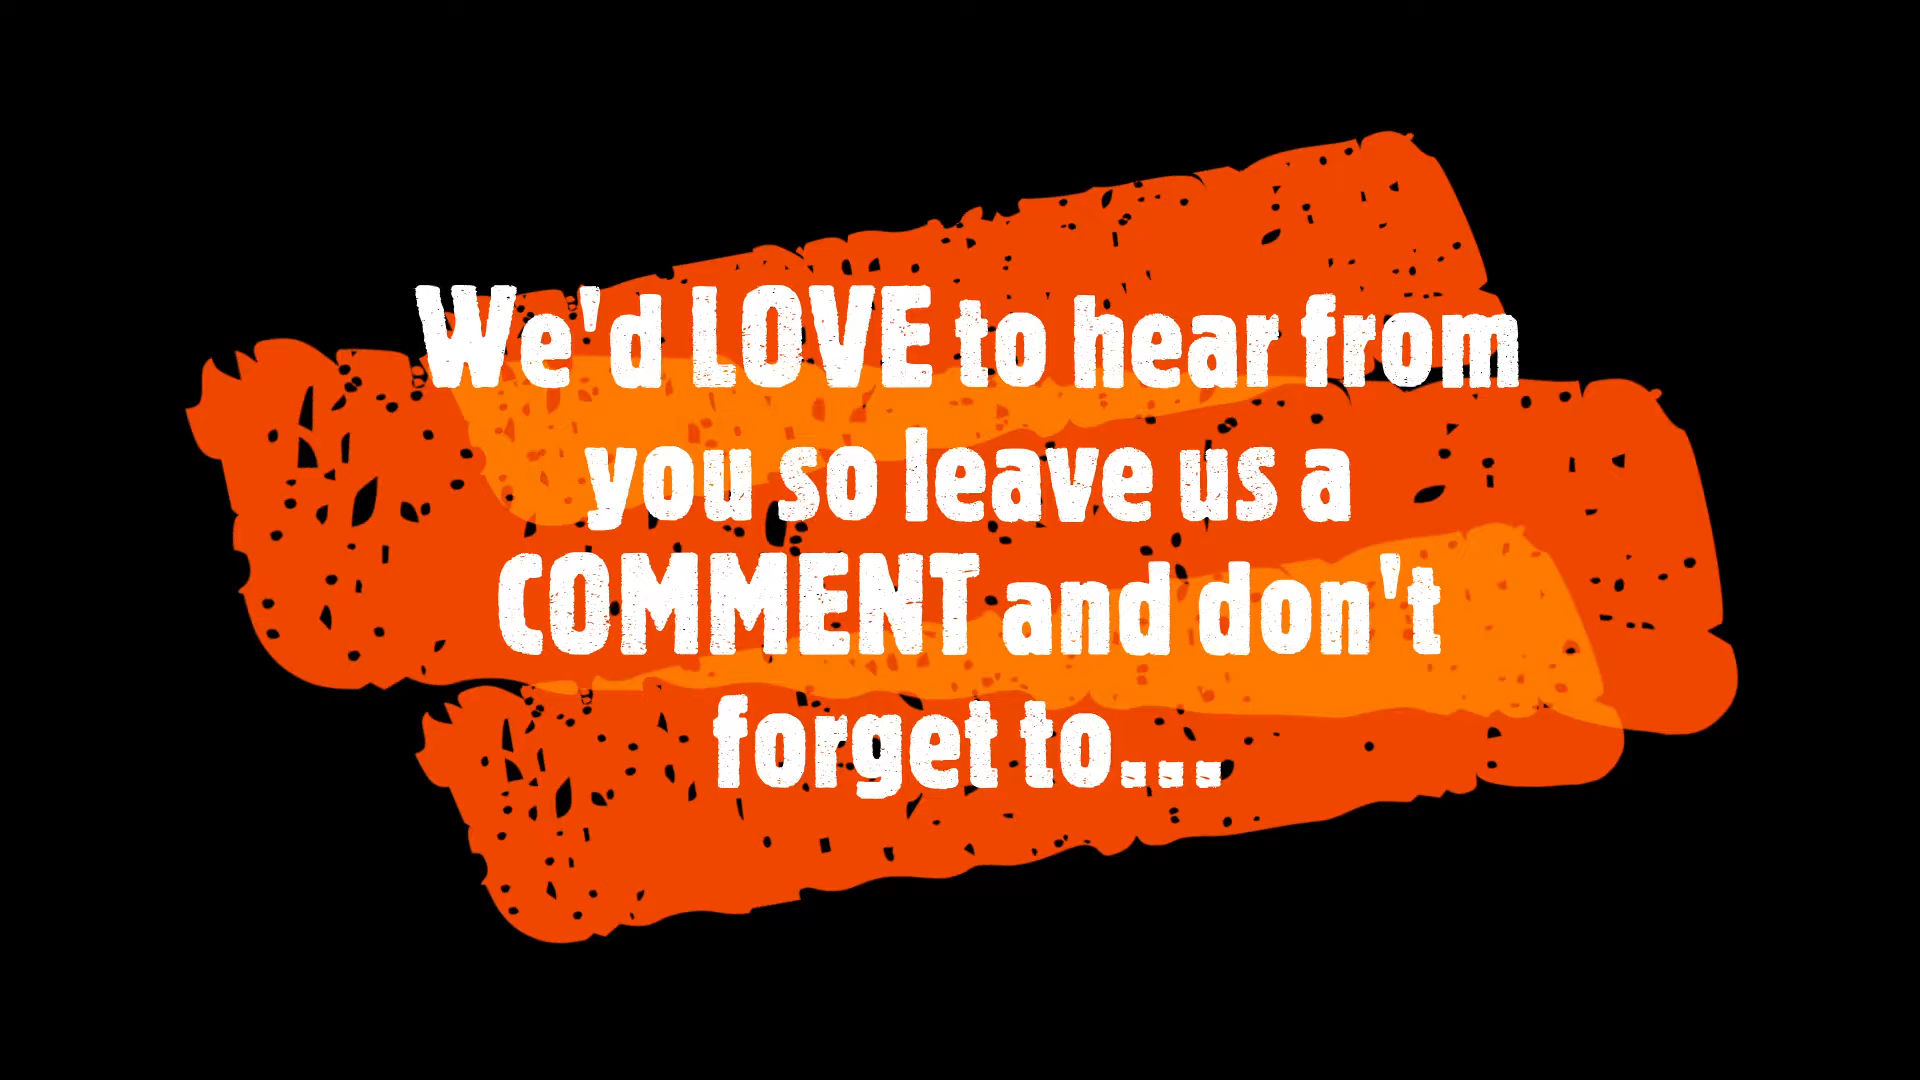 We'd LOVE to hear from
you so leave us a
COMMENT and don't
forget to...